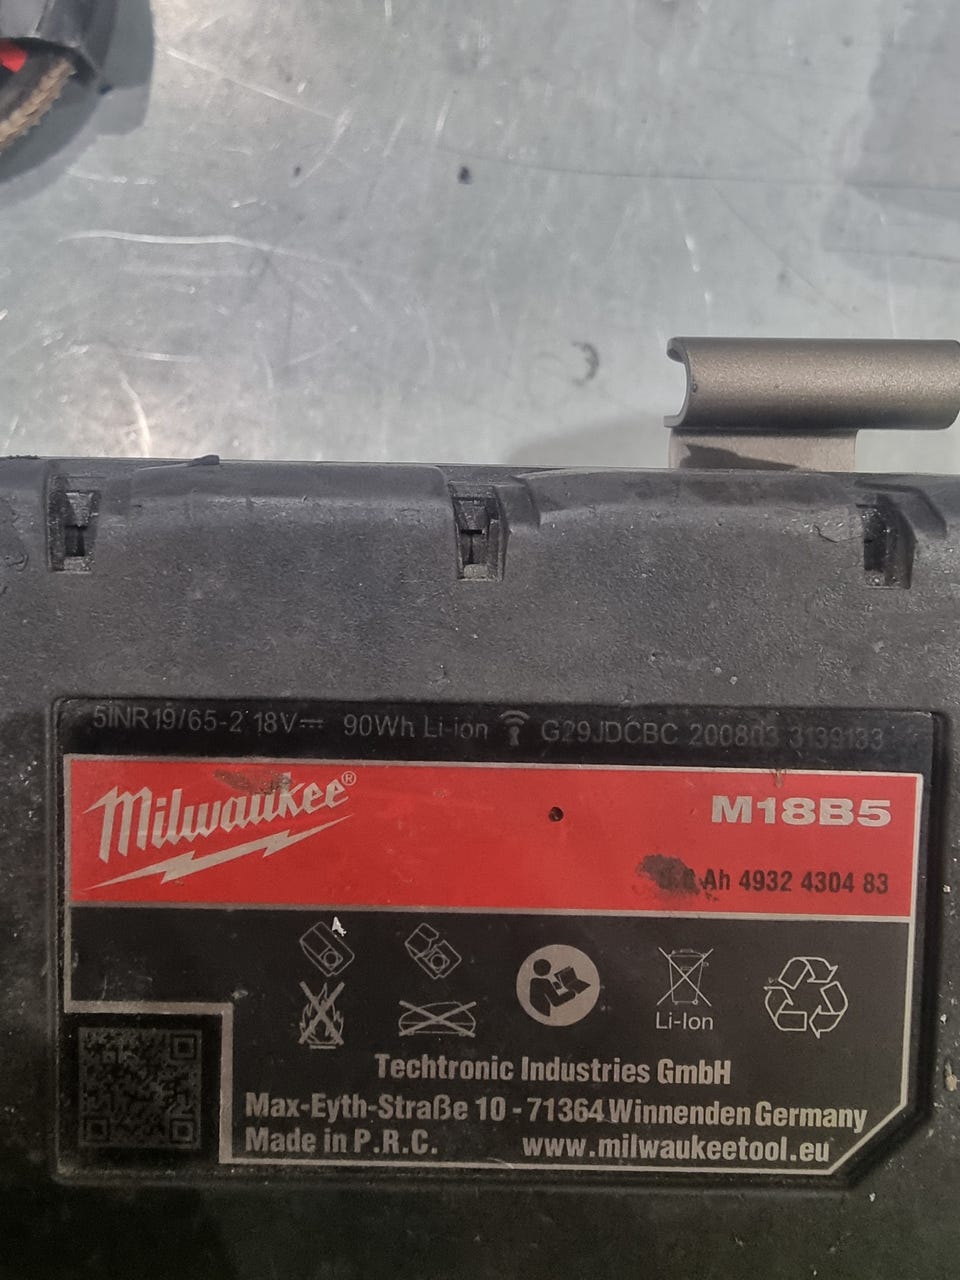 5INR19/65-2 18V⎓ 90Wh Li-ion G29JDCBC 200803 3139133
Milwaukee®
M18B5
Ah 4932 4304 83
Li-Ion
Techtronic Industries GmbH
Max-Eyth-Straße 10 - 71364 Winnenden Germany
Made in P.R.C. www.milwaukeetool.eu